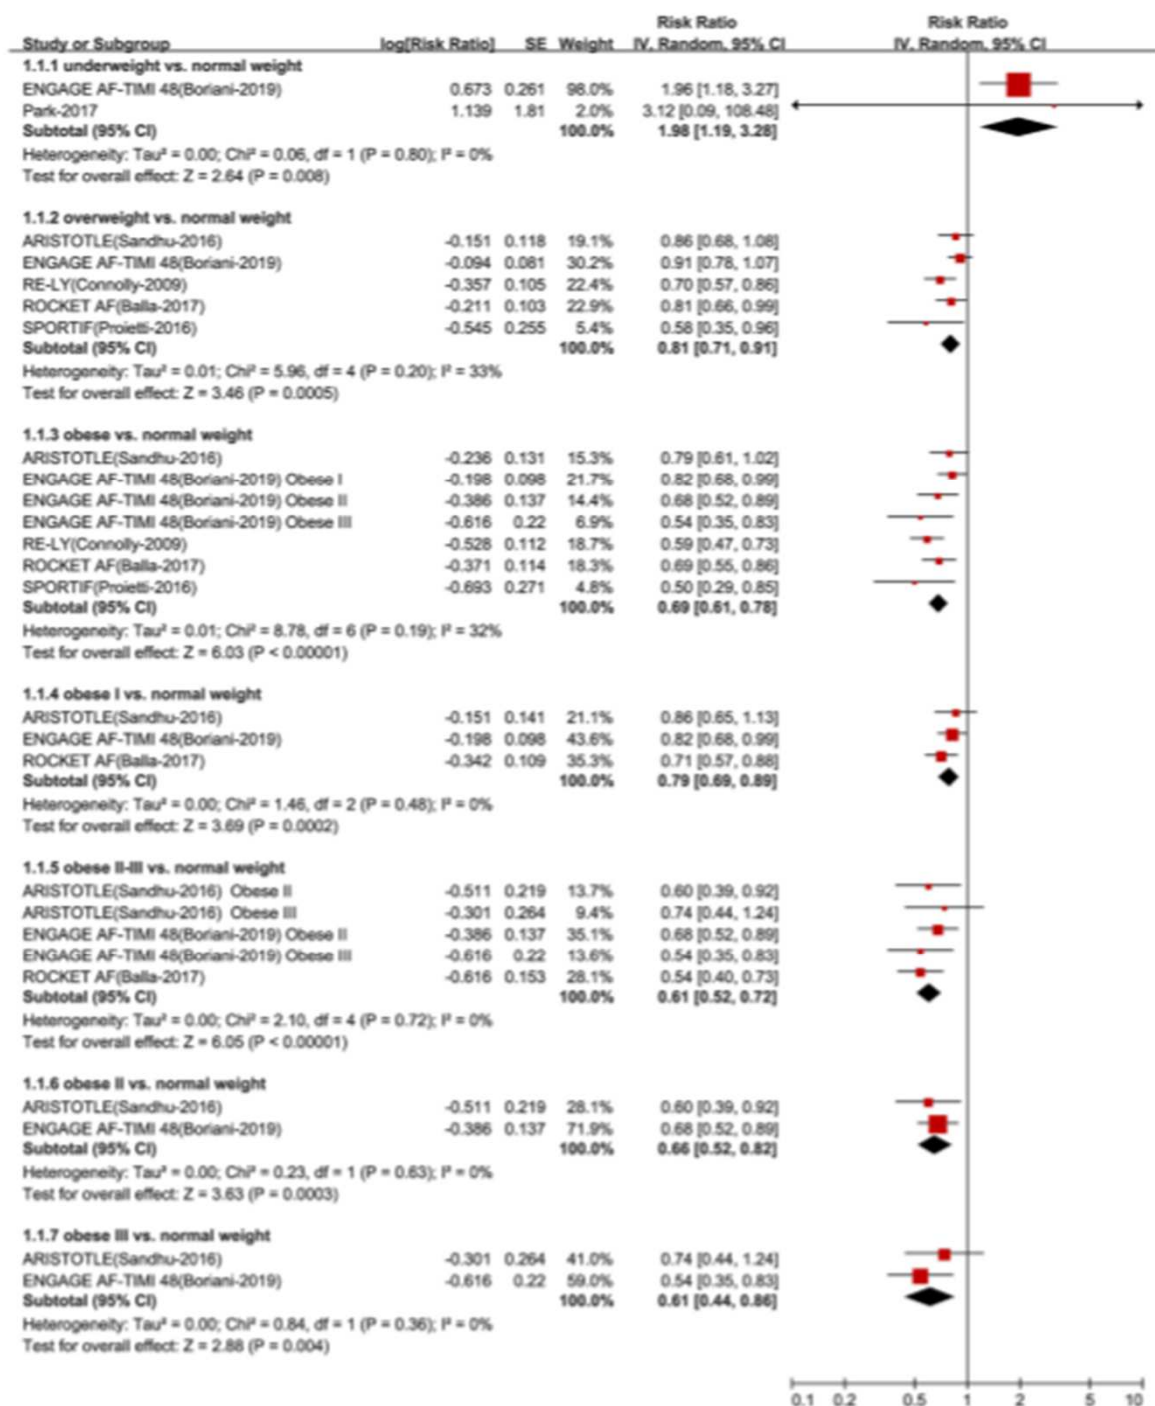 Risk Ratio Risk Ratio
Study or Subgroup log[Risk Ratio] SE Weight IV, Random, 95% CI IV, Random, 95% CI
1.1.1 underweight vs. normal weight
ENGAGE AF-TIMI 48(Boriani-2019) 0.673 0.261 98.0% 1.96 [1.18, 3.27]
Park-2017 1.139 1.81 2.0% 3.12 [0.09, 108.48]
Subtotal (95% CI) 100.0% 1.98 [1.19, 3.28]
Heterogeneity: Tau² = 0.00; Chi² = 0.06, df = 1 (P = 0.80); I² = 0%
Test for overall effect: Z = 2.64 (P = 0.008)
1.1.2 overweight vs. normal weight
ARISTOTLE(Sandhu-2016) -0.151 0.118 19.1% 0.86 [0.68, 1.08]
ENGAGE AF-TIMI 48(Boriani-2019) -0.094 0.081 30.2% 0.91 [0.78, 1.07]
RE-LY(Connolly-2009) -0.357 0.105 22.4% 0.70 [0.57, 0.86]
ROCKET AF(Balla-2017) -0.211 0.103 22.9% 0.81 [0.66, 0.99]
SPORTIF(Proietti-2016) -0.545 0.255 5.4% 0.58 [0.35, 0.96]
Subtotal (95% CI) 100.0% 0.81 [0.71, 0.91]
Heterogeneity: Tau² = 0.01; Chi² = 5.96, df = 4 (P = 0.20); I² = 33%
Test for overall effect: Z = 3.46 (P = 0.0005)
1.1.3 obese vs. normal weight
ARISTOTLE(Sandhu-2016) -0.236 0.131 15.3% 0.79 [0.61, 1.02]
ENGAGE AF-TIMI 48(Boriani-2019) Obese I -0.198 0.098 21.7% 0.82 [0.68, 0.99]
ENGAGE AF-TIMI 48(Boriani-2019) Obese II -0.386 0.137 14.4% 0.68 [0.52, 0.89]
ENGAGE AF-TIMI 48(Boriani-2019) Obese III -0.616 0.22 6.9% 0.54 [0.35, 0.83]
RE-LY(Connolly-2009) -0.528 0.112 18.7% 0.59 [0.47, 0.73]
ROCKET AF(Balla-2017) -0.371 0.114 18.3% 0.69 [0.55, 0.86]
SPORTIF(Proietti-2016) -0.693 0.271 4.8% 0.50 [0.29, 0.85]
Subtotal (95% CI) 100.0% 0.69 [0.61, 0.78]
Heterogeneity: Tau² = 0.01; Chi² = 8.78, df = 6 (P = 0.19); I² = 32%
Test for overall effect: Z = 6.03 (P < 0.00001)
1.1.4 obese I vs. normal weight
ARISTOTLE(Sandhu-2016) -0.151 0.141 21.1% 0.86 [0.65, 1.13]
ENGAGE AF-TIMI 48(Boriani-2019) -0.198 0.098 43.6% 0.82 [0.68, 0.99]
ROCKET AF(Balla-2017) -0.342 0.109 35.3% 0.71 [0.57, 0.88]
Subtotal (95% CI) 100.0% 0.79 [0.69, 0.89]
Heterogeneity: Tau² = 0.00; Chi² = 1.46, df = 2 (P = 0.48); I² = 0%
Test for overall effect: Z = 3.69 (P = 0.0002)
1.1.5 obese II-III vs. normal weight
ARISTOTLE(Sandhu-2016) Obese II -0.511 0.219 13.7% 0.60 [0.39, 0.92]
ARISTOTLE(Sandhu-2016) Obese III -0.301 0.264 9.4% 0.74 [0.44, 1.24]
ENGAGE AF-TIMI 48(Boriani-2019) Obese II -0.386 0.137 35.1% 0.68 [0.52, 0.89]
ENGAGE AF-TIMI 48(Boriani-2019) Obese III -0.616 0.22 13.6% 0.54 [0.35, 0.83]
ROCKET AF(Balla-2017) -0.616 0.153 28.1% 0.54 [0.40, 0.73]
Subtotal (95% CI) 100.0% 0.61 [0.52, 0.72]
Heterogeneity: Tau² = 0.00; Chi² = 2.10, df = 4 (P = 0.72); I² = 0%
Test for overall effect: Z = 6.05 (P < 0.00001)
1.1.6 obese II vs. normal weight
ARISTOTLE(Sandhu-2016) -0.511 0.219 28.1% 0.60 [0.39, 0.92]
ENGAGE AF-TIMI 48(Boriani-2019) -0.386 0.137 71.9% 0.68 [0.52, 0.89]
Subtotal (95% CI) 100.0% 0.66 [0.52, 0.82]
Heterogeneity: Tau² = 0.00; Chi² = 0.23, df = 1 (P = 0.63); I² = 0%
Test for overall effect: Z = 3.63 (P = 0.0003)
1.1.7 obese III vs. normal weight
ARISTOTLE(Sandhu-2016) -0.301 0.264 41.0% 0.74 [0.44, 1.24]
ENGAGE AF-TIMI 48(Boriani-2019) -0.616 0.22 59.0% 0.54 [0.35, 0.83]
Subtotal (95% CI) 100.0% 0.61 [0.44, 0.86]
Heterogeneity: Tau² = 0.00; Chi² = 0.84, df = 1 (P = 0.36); I² = 0%
Test for overall effect: Z = 2.88 (P = 0.004)
0.1 0.2 0.5 1 2 5 10